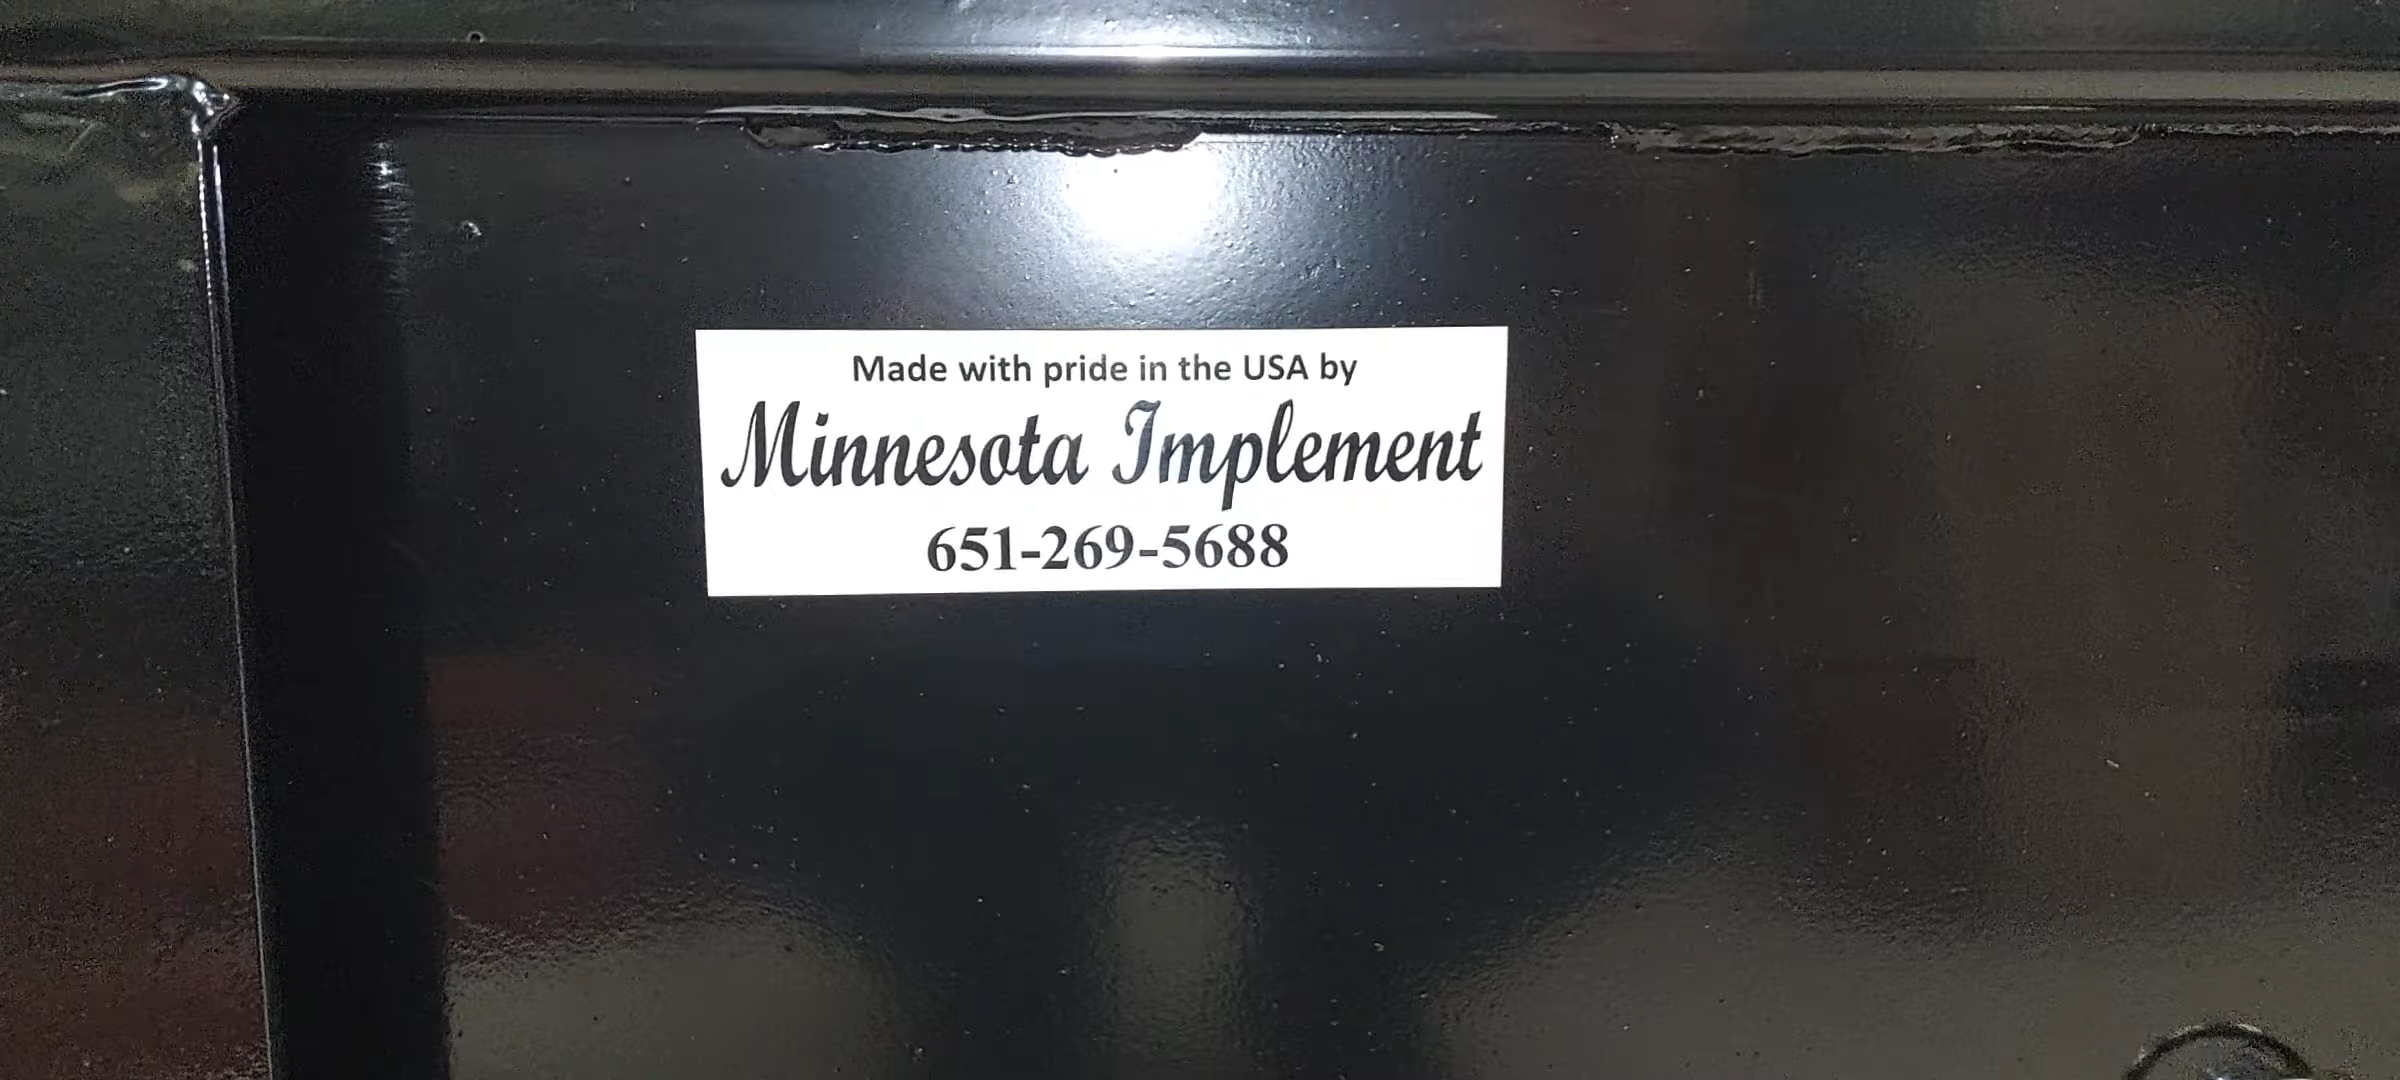 Made with pride in the USA by
Minnesota Implement
651-269-5688